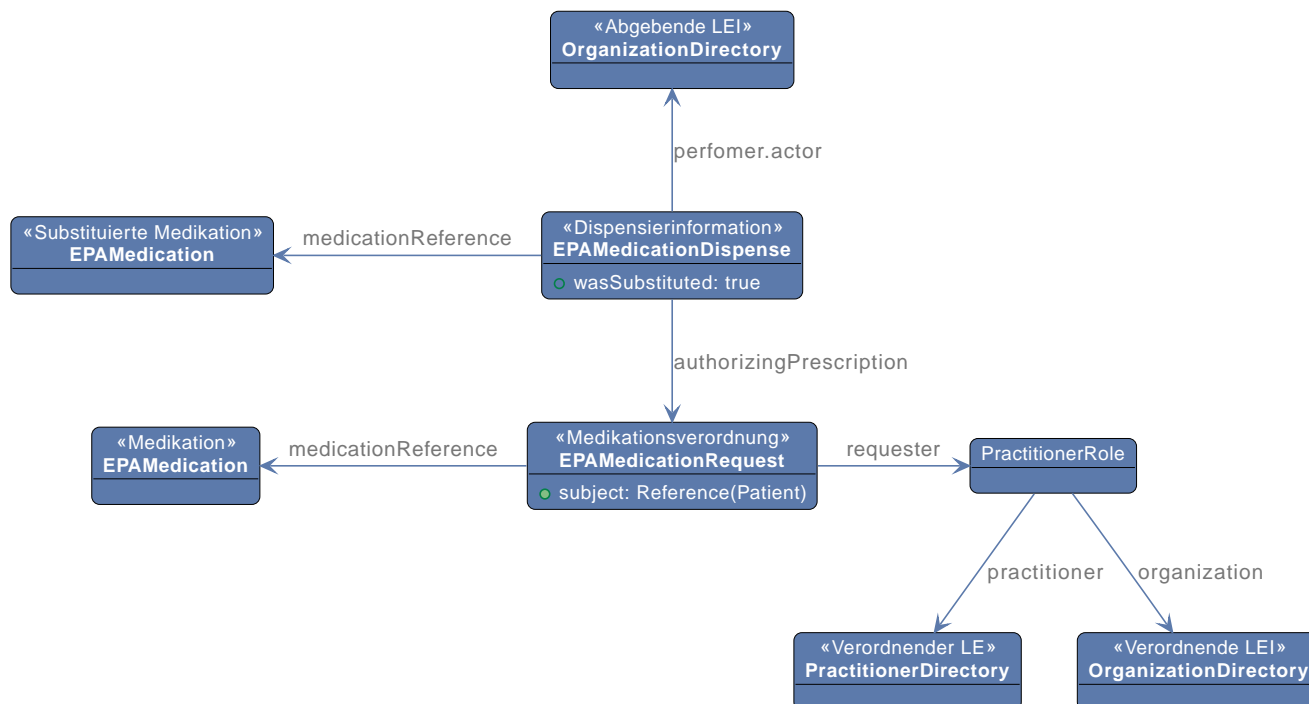 «Abgebende LEI»
OrganizationDirectory
perfomer.actor
«Substituierte Medikation»
EPAMedication
medicationReference
«Dispensierinformation»
EPAMedicationDispense
wasSubstituted: true
authorizingPrescription
«Medikation»
EPAMedication
medicationReference
«Medikationsverordnung»
EPAMedicationRequest
subject: Reference(Patient)
requester
PractitionerRole
practitioner
organization
«Verordnender LE»
PractitionerDirectory
«Verordnende LEI»
OrganizationDirectory